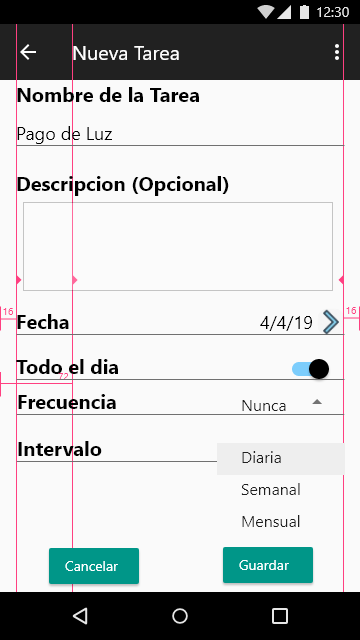 12:30
Nueva Tarea
Nombre de la Tarea
Pago de Luz
Descripcion (Opcional)
16
16
Fecha 4/4/19
Todo el dia
72
Frecuencia Nunca
Intervalo
Diaria
Semanal
Mensual
Cancelar Guardar